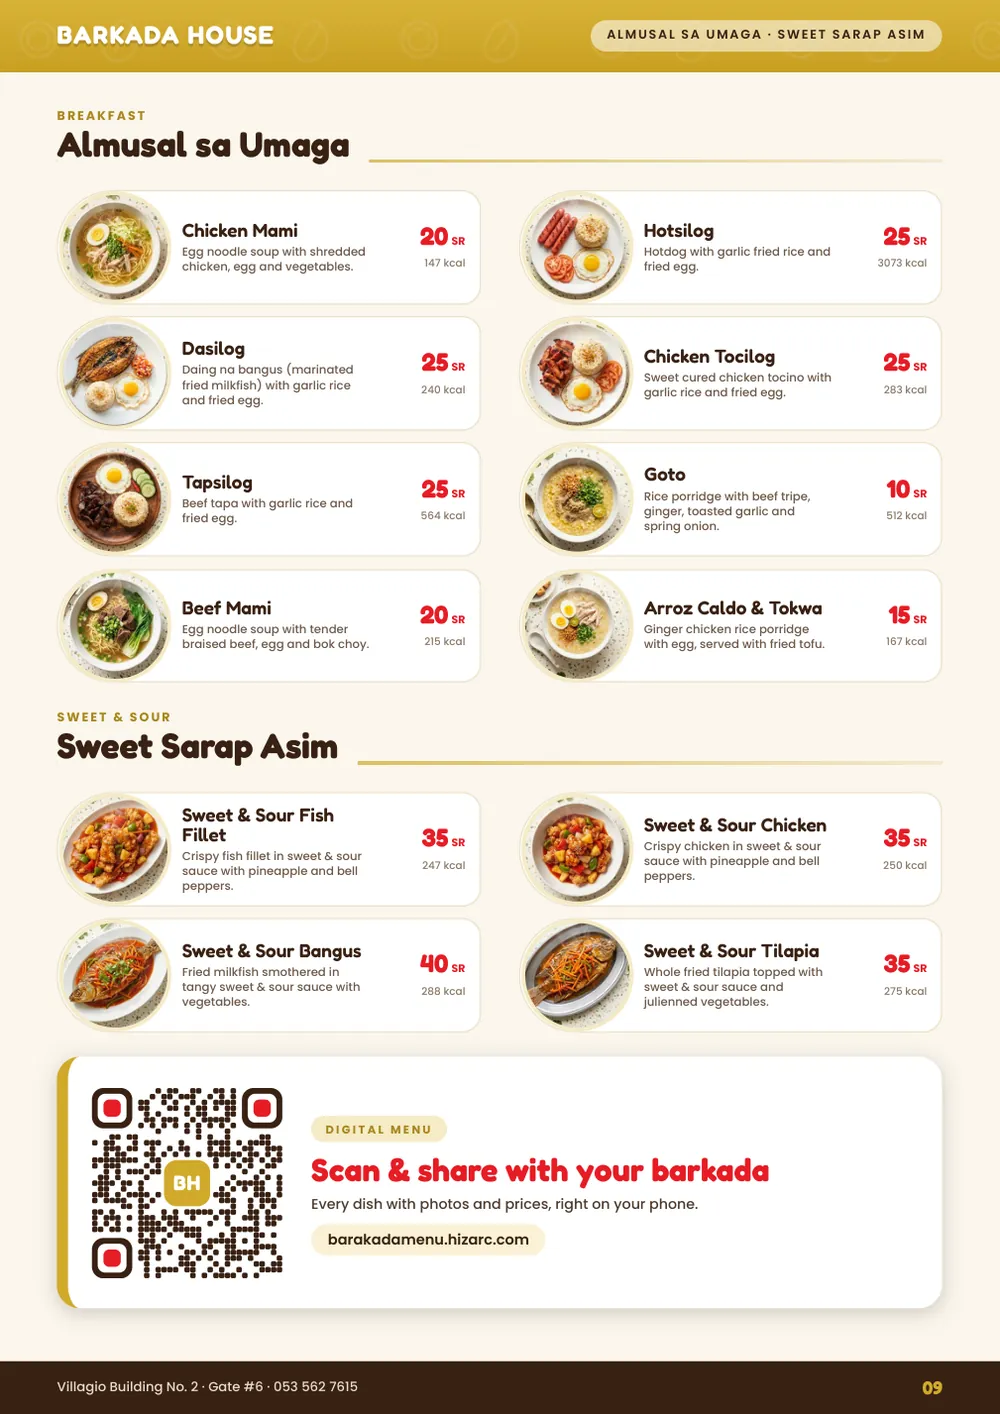 BARKADA HOUSE
ALMUSAL SA UMAGA · SWEET SARAP ASIM
BREAKFAST
Almusal sa Umaga
Chicken Mami
Egg noodle soup with shredded
chicken, egg and vegetables.
20 SR
147 kcal
Hotsilog
Hotdog with garlic fried rice and
fried egg.
25 SR
3073 kcal
Dasilog
Daing na bangus (marinated
fried milkfish) with garlic rice
and fried egg.
25 SR
240 kcal
Chicken Tocilog
Sweet cured chicken tocino with
garlic rice and fried egg.
25 SR
283 kcal
Tapsilog
Beef tapa with garlic rice and
fried egg.
25 SR
564 kcal
Goto
Rice porridge with beef tripe,
ginger, toasted garlic and
spring onion.
10 SR
512 kcal
Beef Mami
Egg noodle soup with tender
braised beef, egg and bok choy.
20 SR
215 kcal
Arroz Caldo & Tokwa
Ginger chicken rice porridge
with egg, served with fried tofu.
15 SR
167 kcal
SWEET & SOUR
Sweet Sarap Asim
Sweet & Sour Fish
Fillet
Crispy fish fillet in sweet & sour
sauce with pineapple and bell
peppers.
35 SR
247 kcal
Sweet & Sour Chicken
Crispy chicken in sweet & sour
sauce with pineapple and bell
peppers.
35 SR
250 kcal
Sweet & Sour Bangus
Fried milkfish smothered in
tangy sweet & sour sauce with
vegetables.
40 SR
288 kcal
Sweet & Sour Tilapia
Whole fried tilapia topped with
sweet & sour sauce and
julienned vegetables.
35 SR
275 kcal
BH
DIGITAL MENU
Scan & share with your barkada
Every dish with photos and prices, right on your phone.
barakadamenu.hizarc.com
Villagio Building No. 2 · Gate #6 · 053 562 7615
09